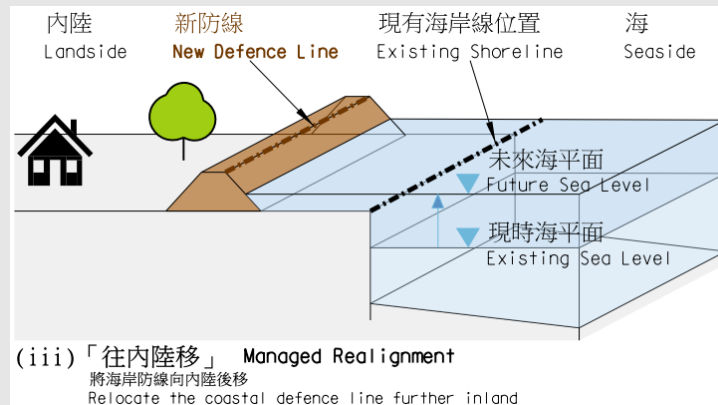 內陸 新防線 現有海岸線位置 海
Landside New Defence Line Existing Shoreline Seaside
未來海平面
Future Sea Level
現時海平面
Existing Sea Level
(iii)「往內陸移」 Managed Realignment
將海岸防線向內陸後移
Relocate the coastal defence line further inland